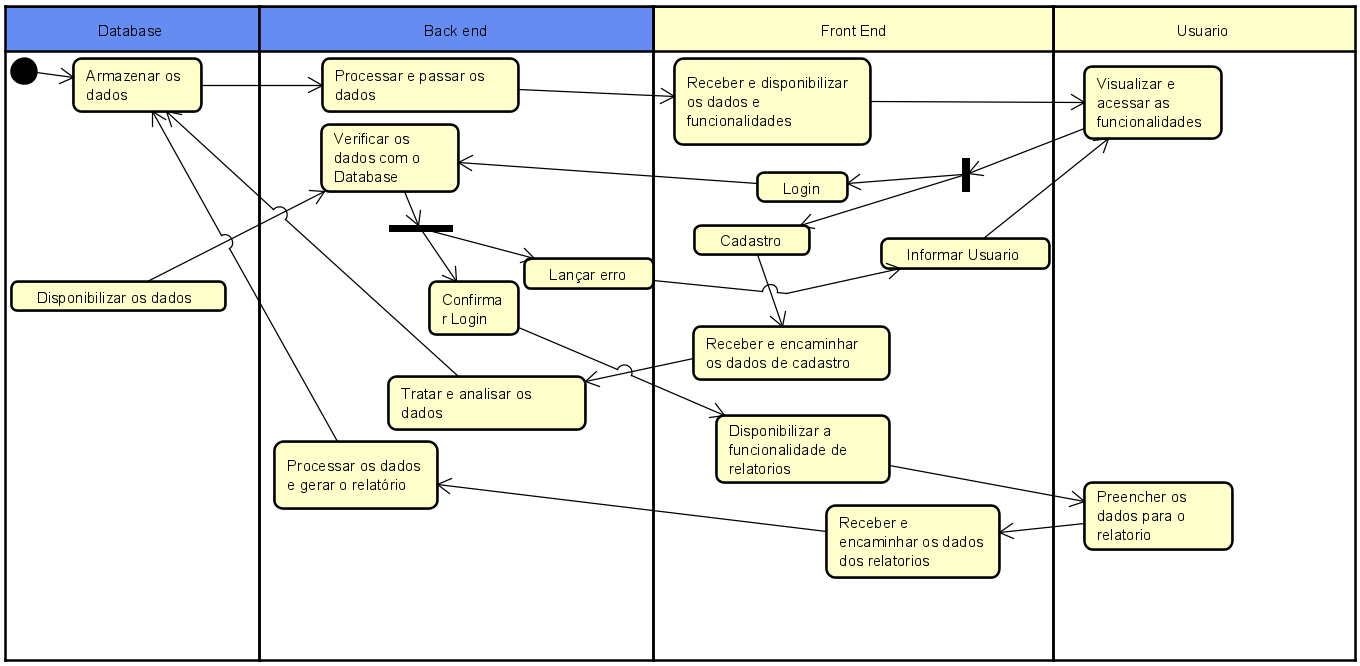 Database
Back end
Front End
Usuario
Armazenar os
dados
Processar e passar os
dados
Receber e disponibilizar
os dados e
funcionalidades
Visualizar e
acessar as
funcionalidades
Verificar os
dados com o
Database
Login
Cadastro
Informar Usuario
Lançar erro
Disponibilizar os dados
Confirma
r Login
Receber e encaminhar
os dados de cadastro
Tratar e analisar os
dados
Disponibilizar a
funcionalidade de
relatorios
Processar os dados
e gerar o relatório
Preencher os
dados para o
relatorio
Receber e
encaminhar os dados
dos relatorios